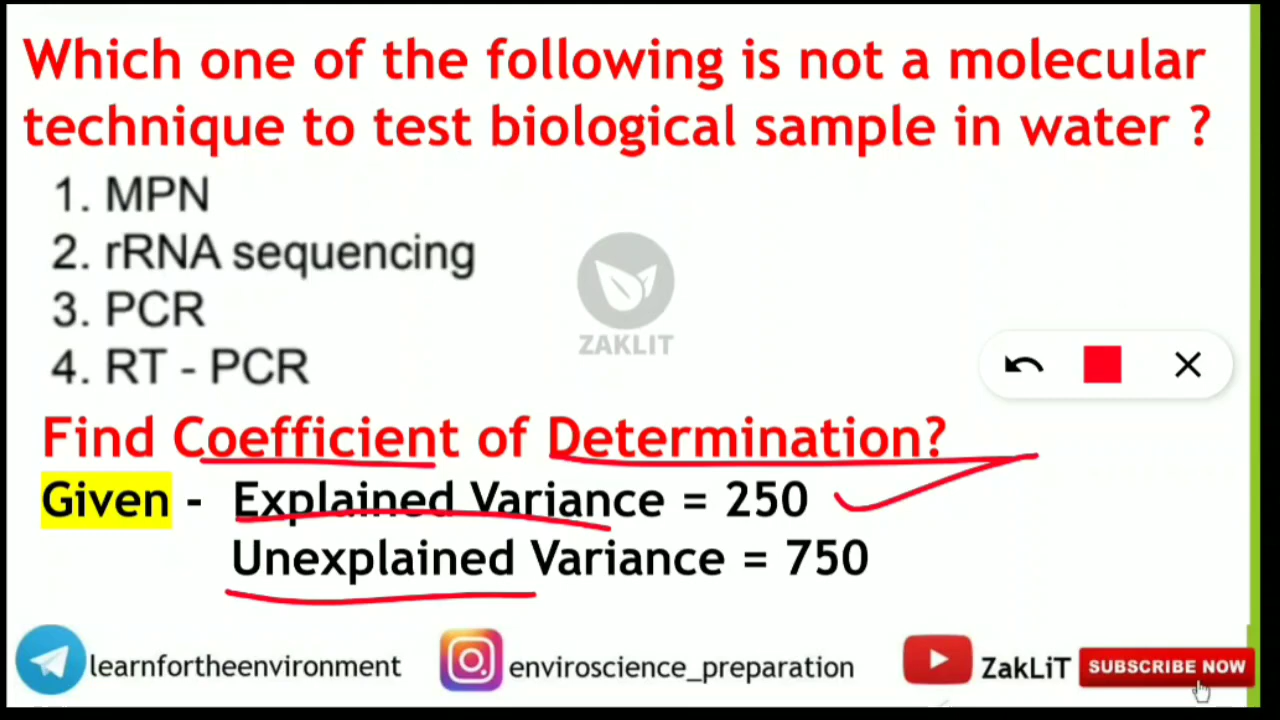 Which one of the following is not a molecular
technique to test biological sample in water ?
1. MPN
2. rRNA sequencing
3. PCR
4. RT - PCR
ZAKLIT
Find Coefficient of Determination?
Given - Explained Variance = 250
Unexplained Variance = 750
learnfortheenvironment
enviroscience_preparation
ZakLiT
SUBSCRIBE NOW